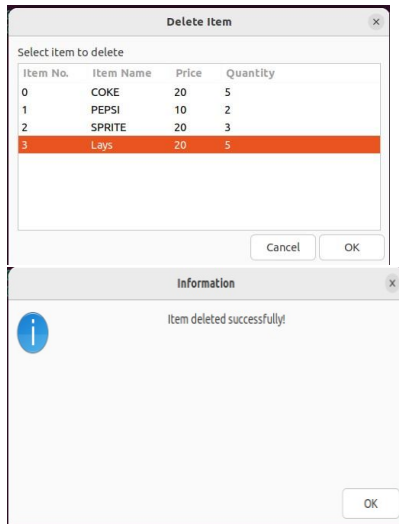 Delete Item
Select item to delete
Item No. Item Name Price Quantity
0 COKE 20 5
1 PEPSI 10 2
2 SPRITE 20 3
3 Lays 20 5
Cancel OK
Information
Item deleted successfully!
OK